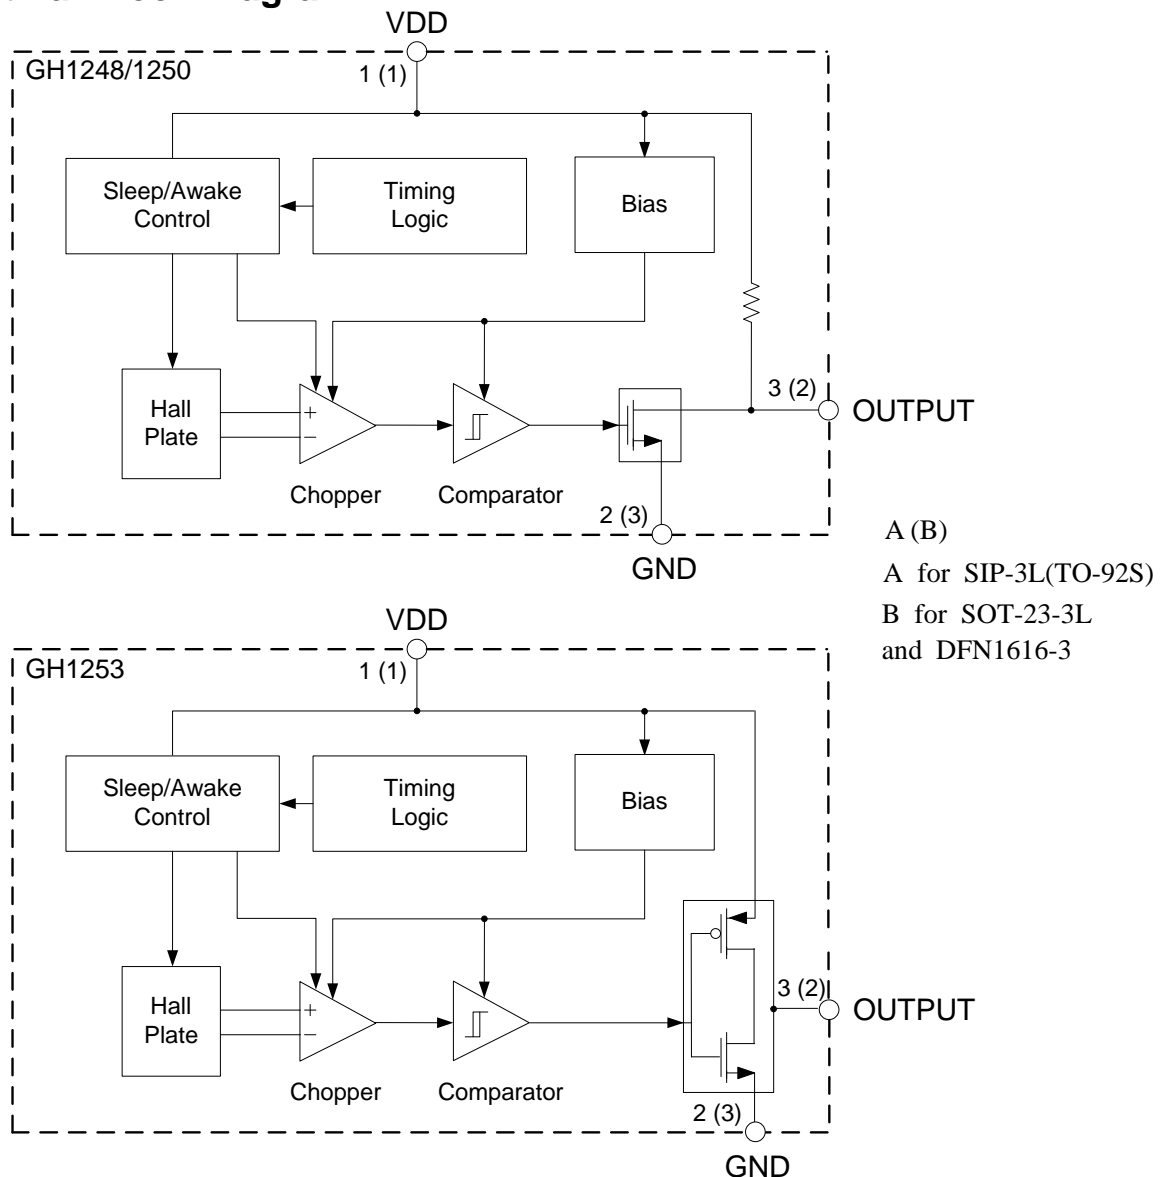 VDD
GH1248/1250
1 (1)
Sleep/Awake
Control
Timing
Logic
Bias
Hall
Plate
+
−
Chopper
Comparator
3 (2)
OUTPUT
2 (3)
GND
A (B)
A for SIP-3L(TO-92S)
B for SOT-23-3L
and DFN1616-3
VDD
GH1253
1 (1)
Sleep/Awake
Control
Timing
Logic
Bias
Hall
Plate
+
−
Chopper
Comparator
3 (2)
OUTPUT
2 (3)
GND